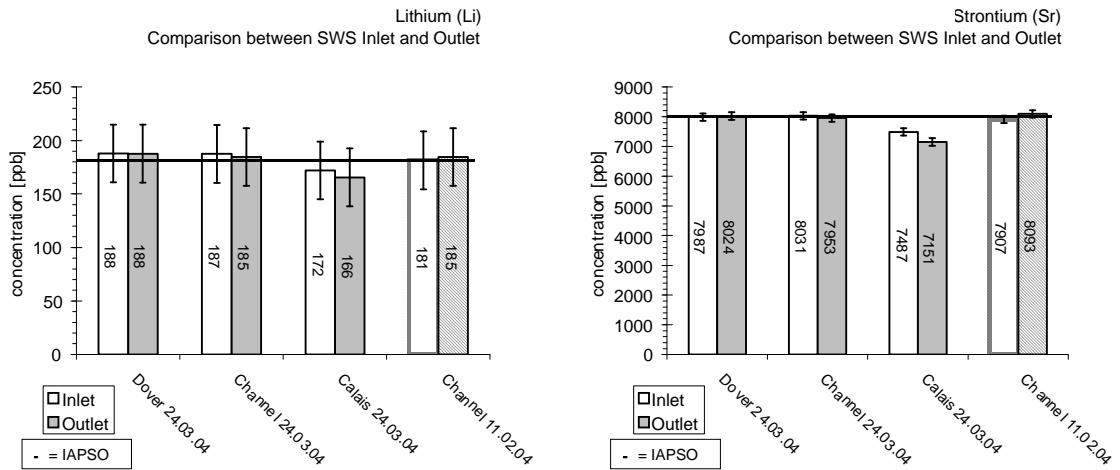 Lithium (Li)
Comparison between SWS Inlet and Outlet
concentration [ppb]
250
200
150
100
50
0
188
188
187
185
172
166
181
185
Dover 24.03.04
Channel 24.03.04
Calais 24.03.04
Channel 11.02.04
Inlet
Outlet
- = IAPSO
Strontium (Sr)
Comparison between SWS Inlet and Outlet
concentration [ppb]
9000
8000
7000
6000
5000
4000
3000
2000
1000
0
7987
8024
8031
7953
7487
7151
7907
8093
Dover 24.03.04
Channel 24.03.04
Calais 24.03.04
Channel 11.02.04
Inlet
Outlet
- = IAPSO